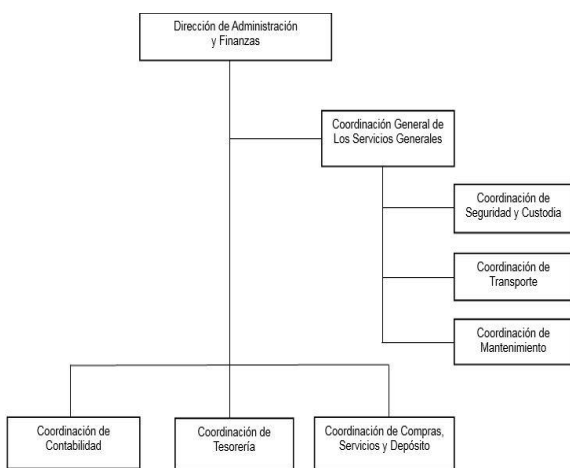 Dirección de Administración
y Finanzas
Coordinación General de
Los Servicios Generales
Coordinación de
Seguridad y Custodia
Coordinación de
Transporte
Coordinación de
Mantenimiento
Coordinación de
Contabilidad
Coordinación de
Tesorería
Coordinación de Compras,
Servicios y Depósito